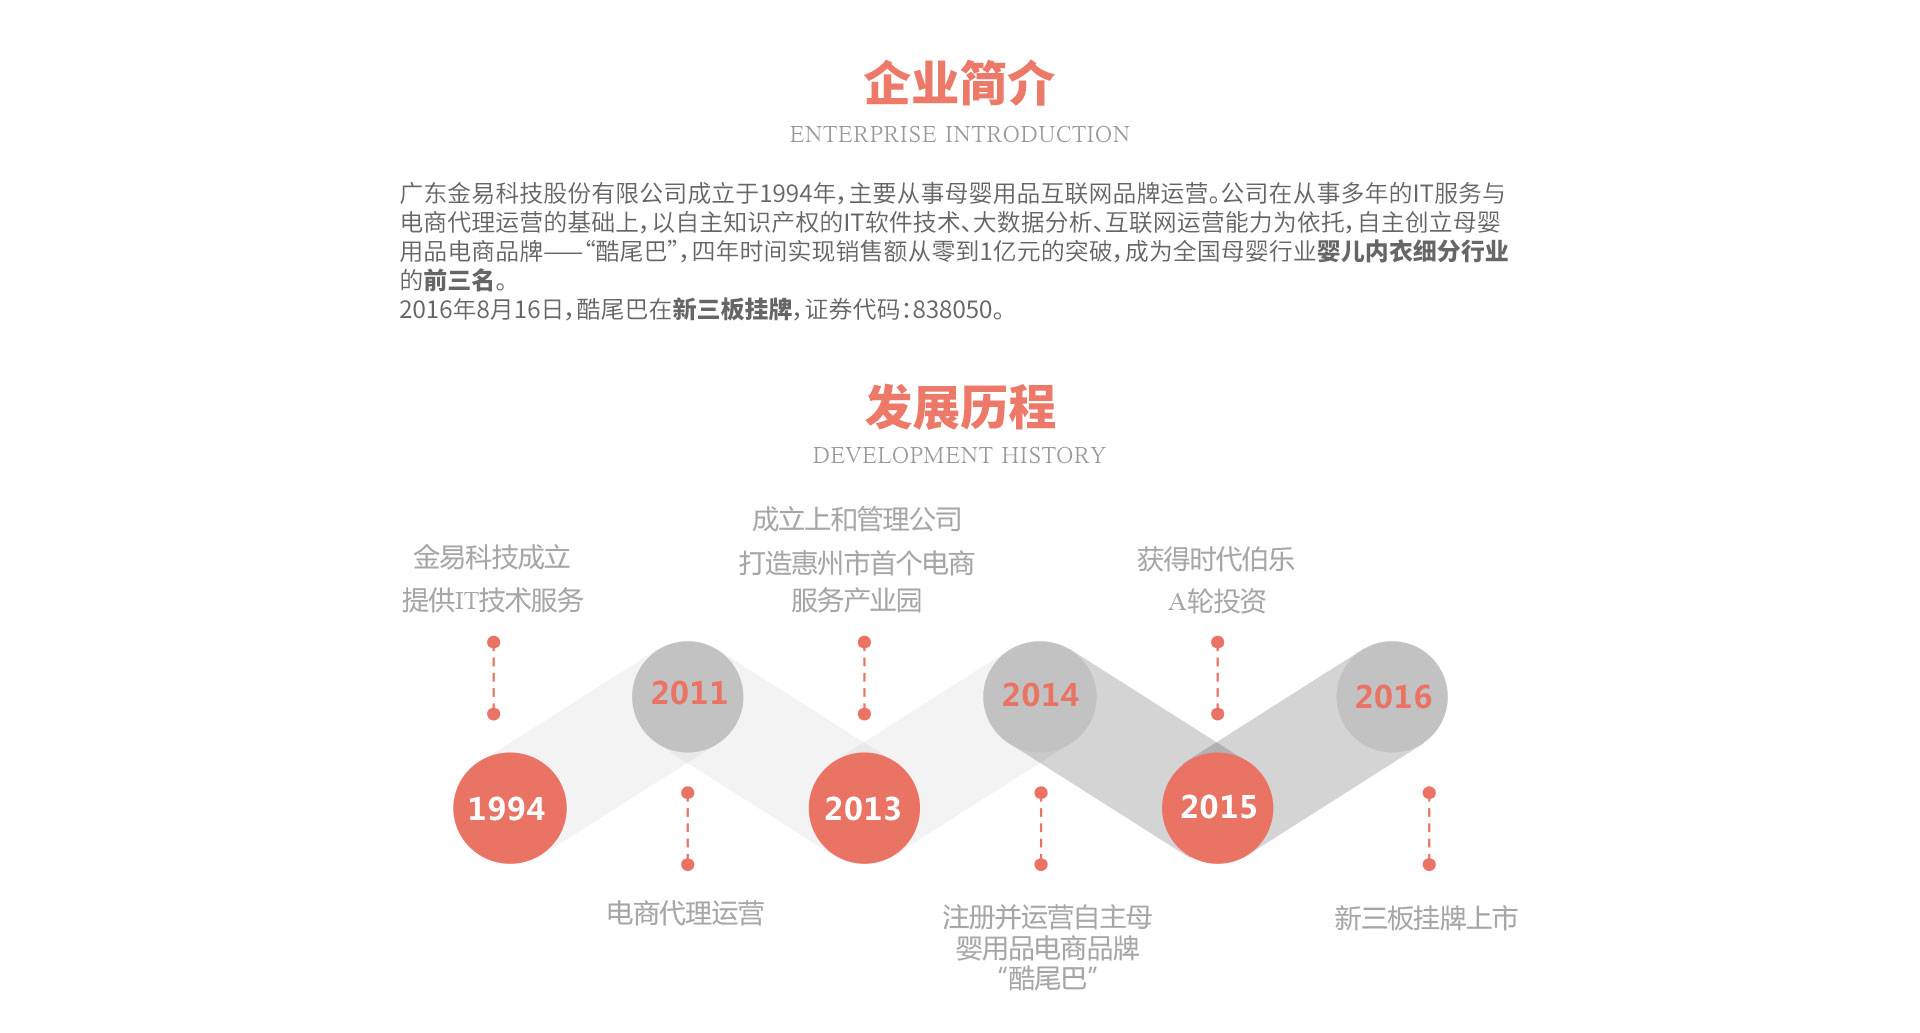 企业简介
ENTERPRISE INTRODUCTION
广东金易科技股份有限公司成立于1994年，主要从事母婴用品互联网品牌运营。公司在从事多年的IT服务与
电商代理运营的基础上，以自主知识产权的IT软件技术、大数据分析、互联网运营能力为依托，自主创立母婴
用品电商品牌——“酷尾巴”，四年时间实现销售额从零到1亿元的突破，成为全国母婴行业婴儿内衣细分行业
的前三名。
2016年8月16日，酷尾巴在新三板挂牌，证券代码：838050。
发展历程
DEVELOPMENT HISTORY
金易科技成立
提供IT技术服务
成立上和管理公司
打造惠州市首个电商
服务产业园
获得时代伯乐
A轮投资
1994
2011
2013
2014
2015
2016
电商代理运营
注册并运营自主母
婴用品电商品牌
“酷尾巴”
新三板挂牌上市